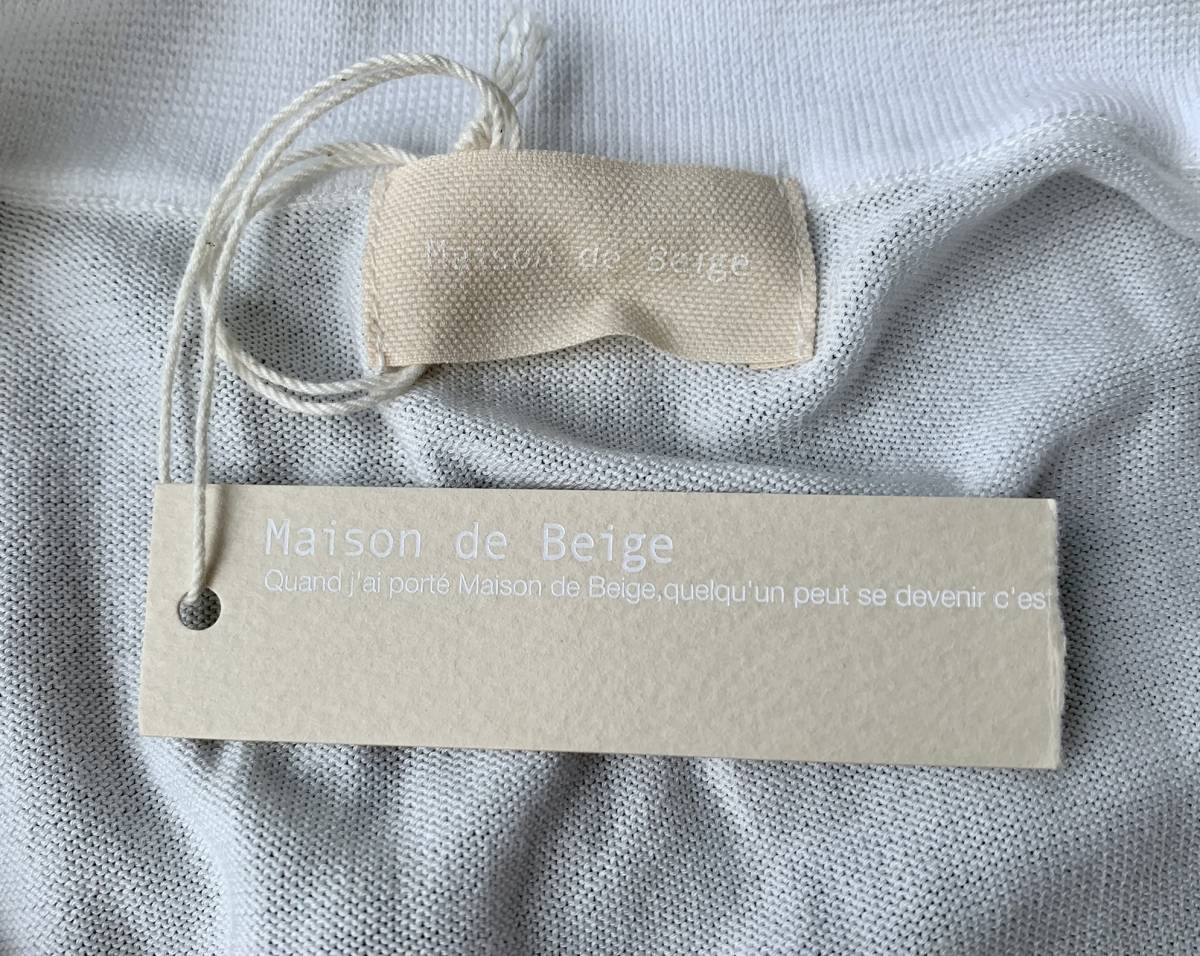 Maison de Beige
Maison de Beige
Quand j'ai porté Maison de Beige,quelqu'un peut se devenir c'est